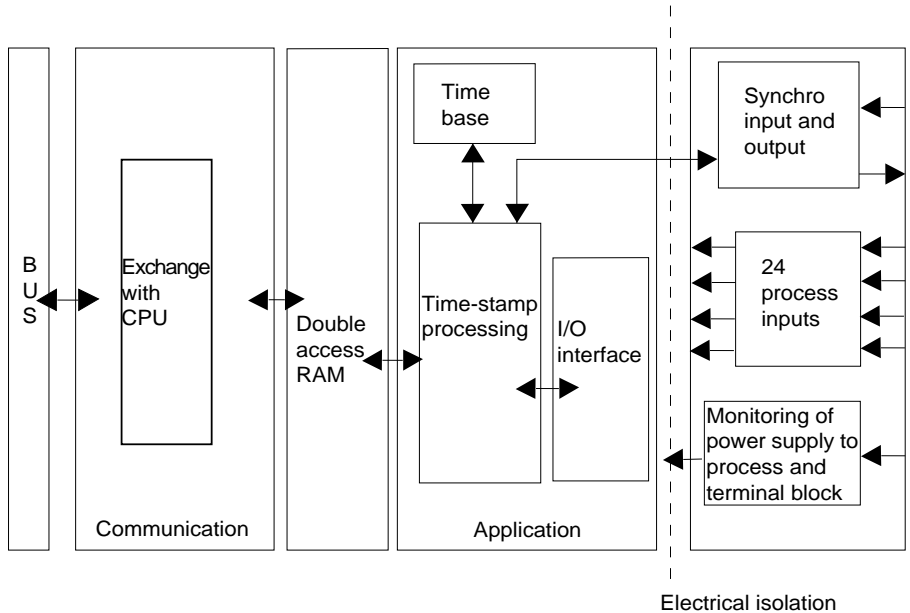 B
U
S
Exchange
with
CPU
Communication
Double
access
RAM
Time
base
Time-stamp
processing
I/O
interface
Application
Synchro
input and
output
24
process
inputs
Monitoring of
power supply to
process and
terminal block
Electrical isolation